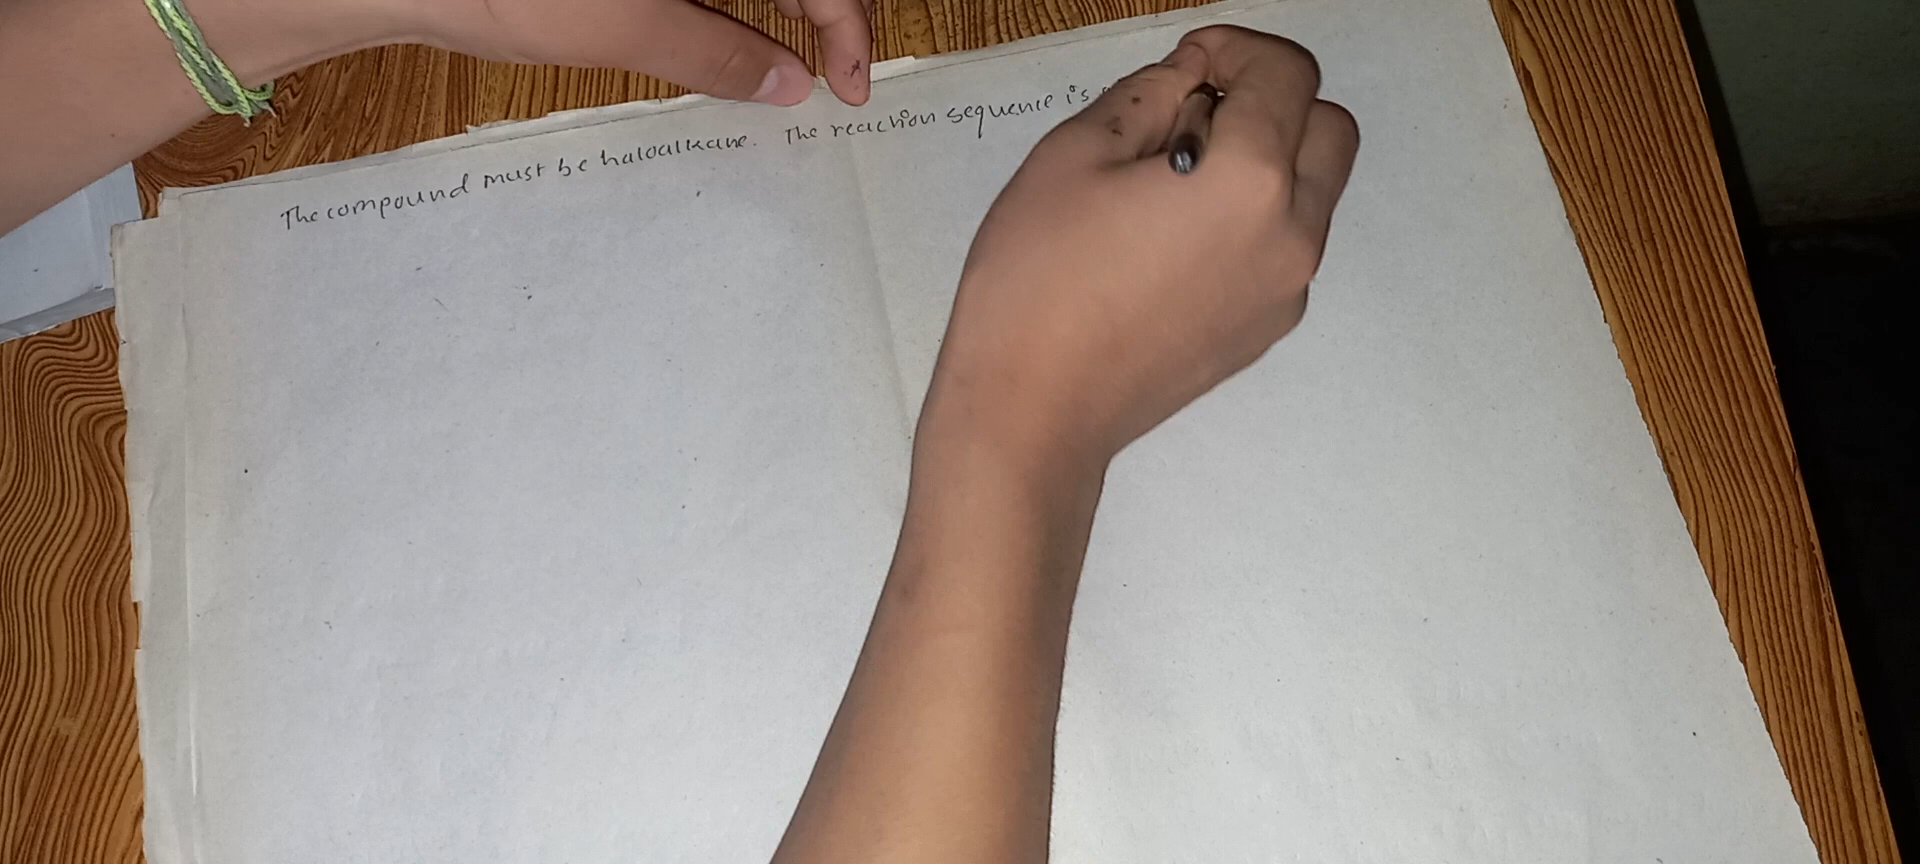 The compound must be haloalkane. The reaction sequence is